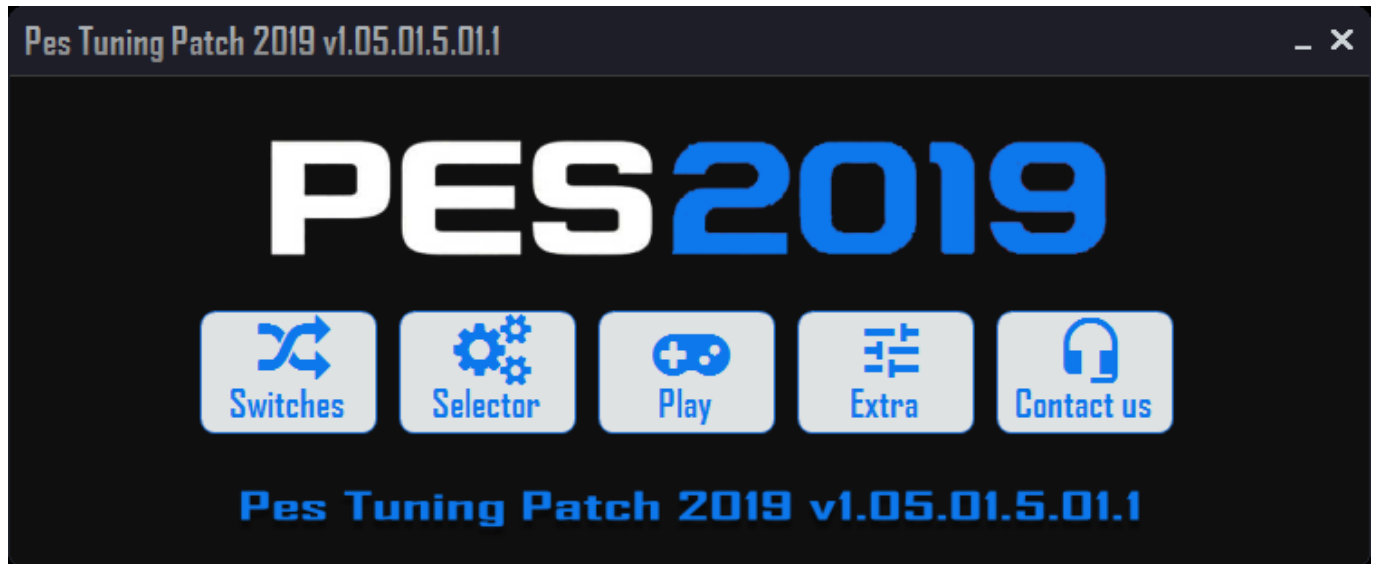 Pes Tuning Patch 2019 v1.05.01.5.01.1
PES2019
Switches
Selector
Play
Extra
Contact us
Pes Tuning Patch 2019 v1.05.01.5.01.1